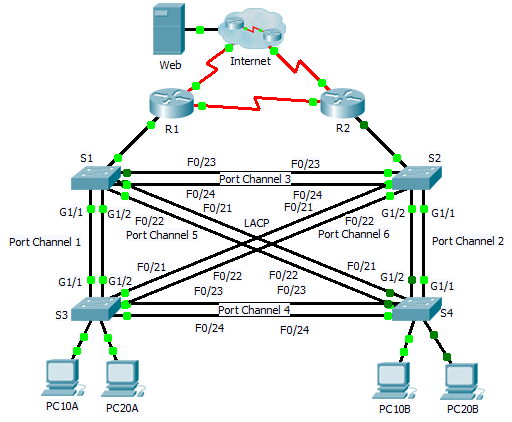 Web
Internet
R1
R2
S1
S2
F0/23
F0/23
Port Channel 3
F0/24
F0/24
G1/1
G1/2
F0/21
F0/21
G1/2
G1/1
F0/22
LACP
F0/22
Port Channel 1
Port Channel 5
Port Channel 6
Port Channel 2
F0/21
F0/21
G1/1
G1/2
F0/22
F0/22
G1/2
G1/1
F0/23
F0/23
S3
Port Channel 4
S4
F0/24
F0/24
PC10A
PC20A
PC10B
PC20B